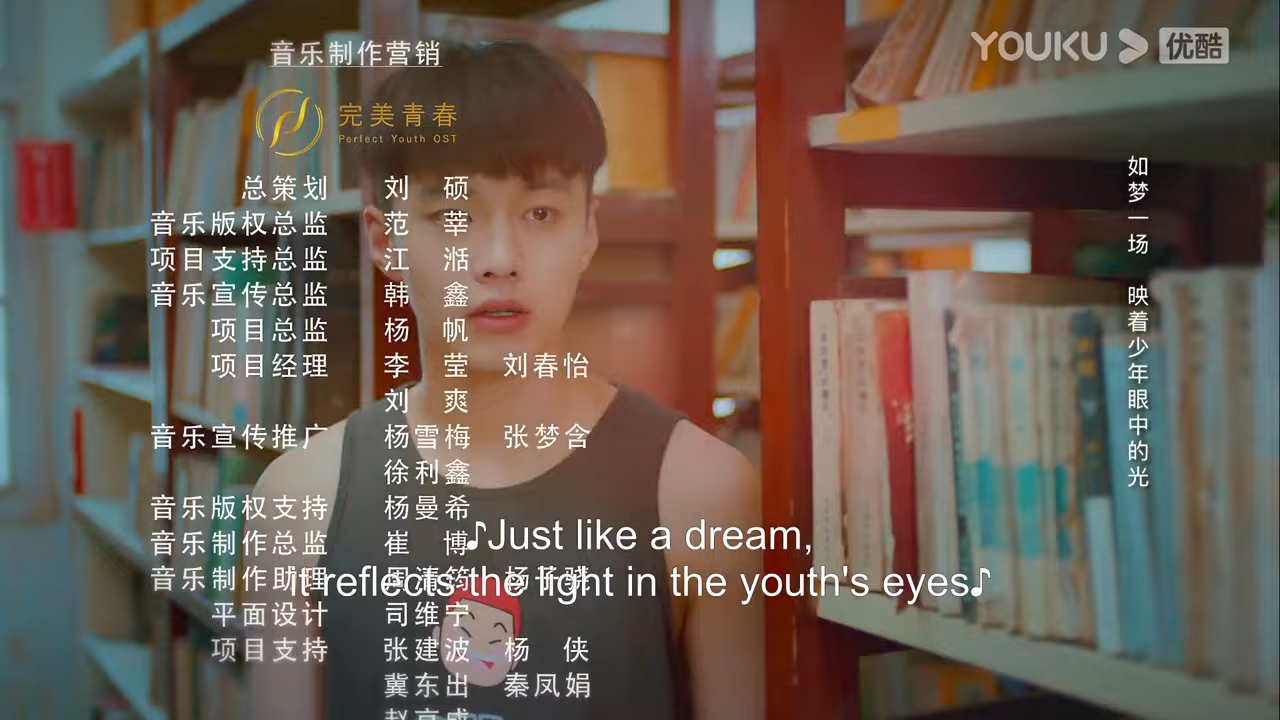 YOUKU 优酷
音乐制作营销
完美青春
Perfect Youth OST
总策划 刘 硕
音乐版权总监 范 莘
项目支持总监 江 湉
音乐宣传总监 韩 鑫
项目总监 杨 帆
项目经理 李 莹 刘春怡
刘 爽
音乐宣传推广 杨雪梅 张梦含
徐利鑫
音乐版权支持 杨曼希
音乐制作总监 崔 博
音乐制作助理
平面设计 司维宁
项目支持 张建波 杨 侠
冀东出 秦凤娟
如梦一场 映着少年眼中的光
♪Just like a dream,
it reflects the light in the youth's eyes♪